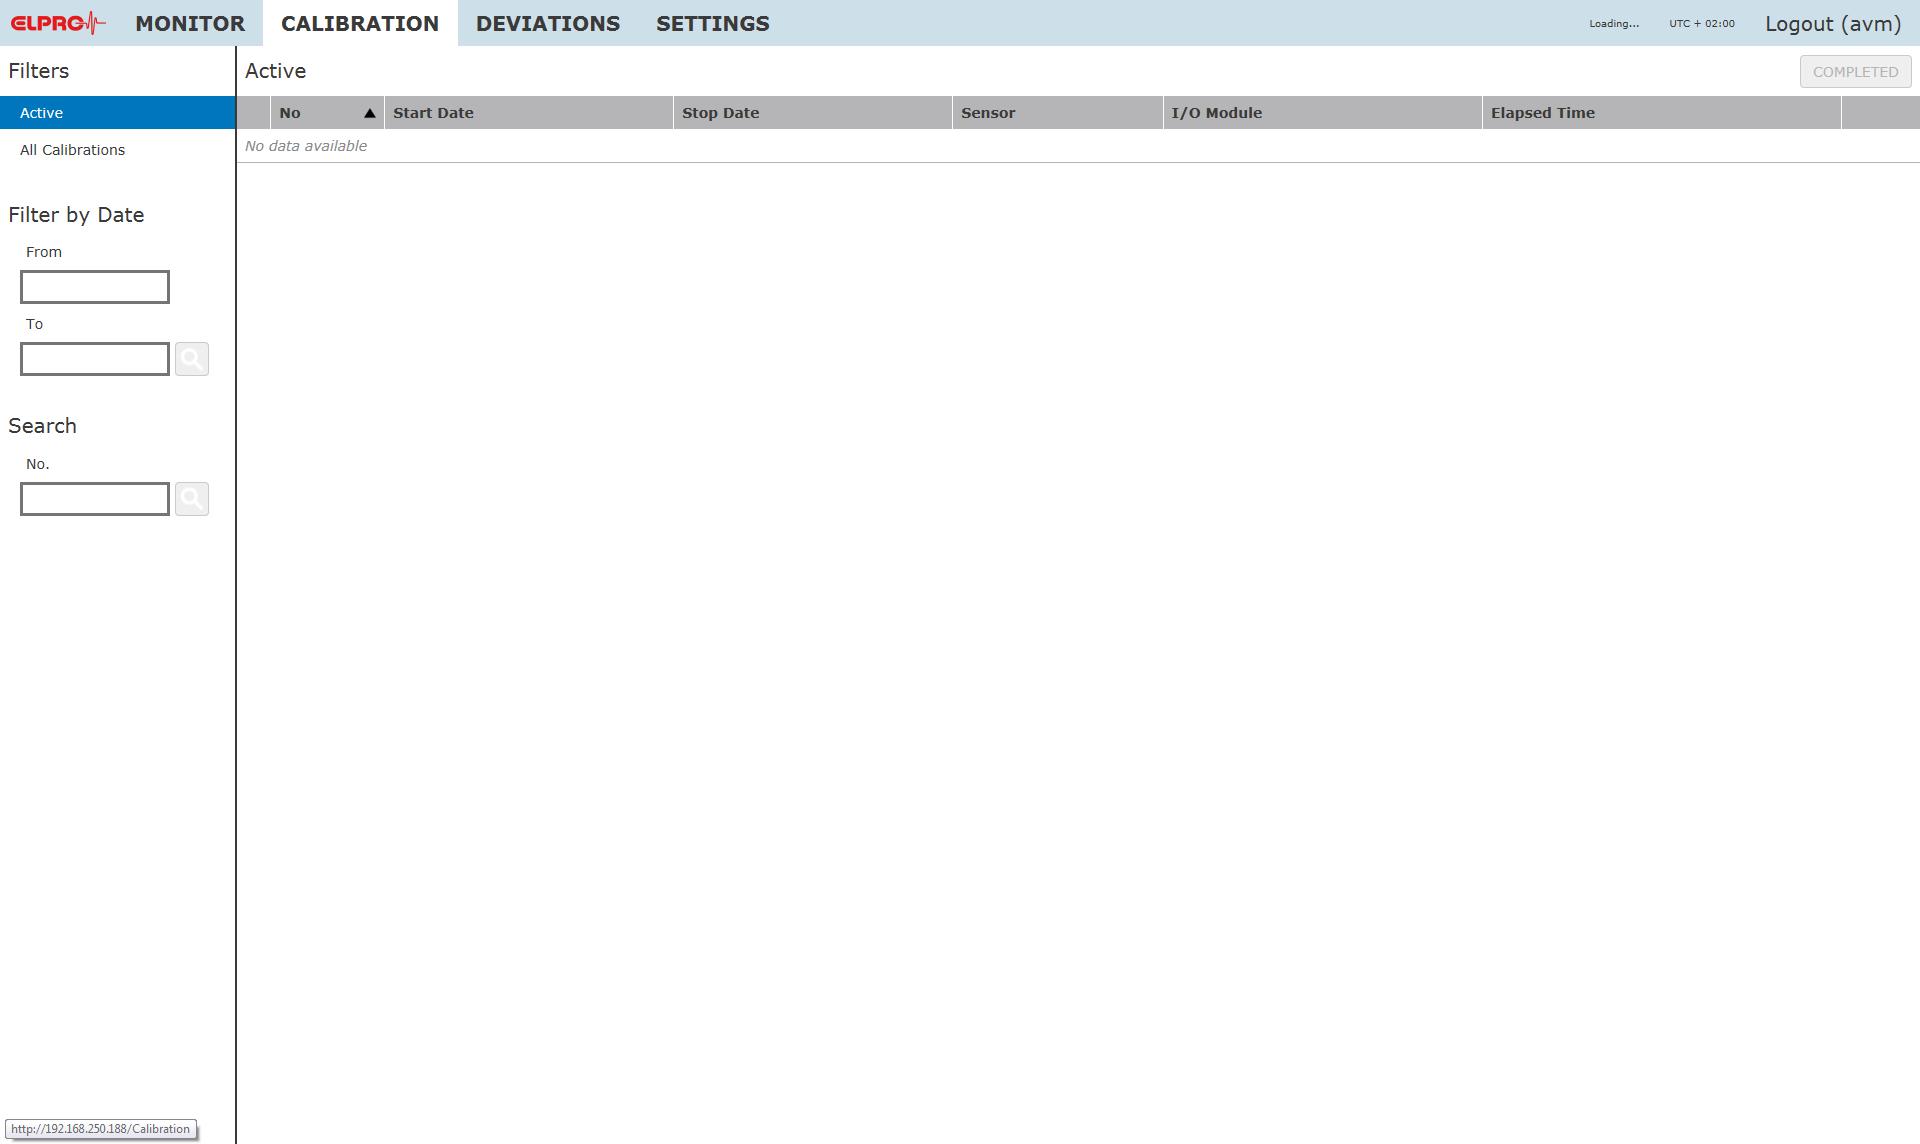 ELPRO MONITOR CALIBRATION DEVIATIONS SETTINGS Loading... UTC + 02:00 Logout (avm)
Filters
Active
All Calibrations
Filter by Date
From
To
Search
No.
Active COMPLETED
No Start Date Stop Date Sensor I/O Module Elapsed Time
No data available
http://192.168.250.188/Calibration